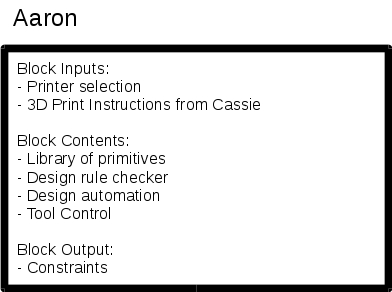 Aaron
Block Inputs:
- Printer selection
- 3D Print Instructions from Cassie
Block Contents:
- Library of primitives
- Design rule checker
- Design automation
- Tool Control
Block Output:
- Constraints